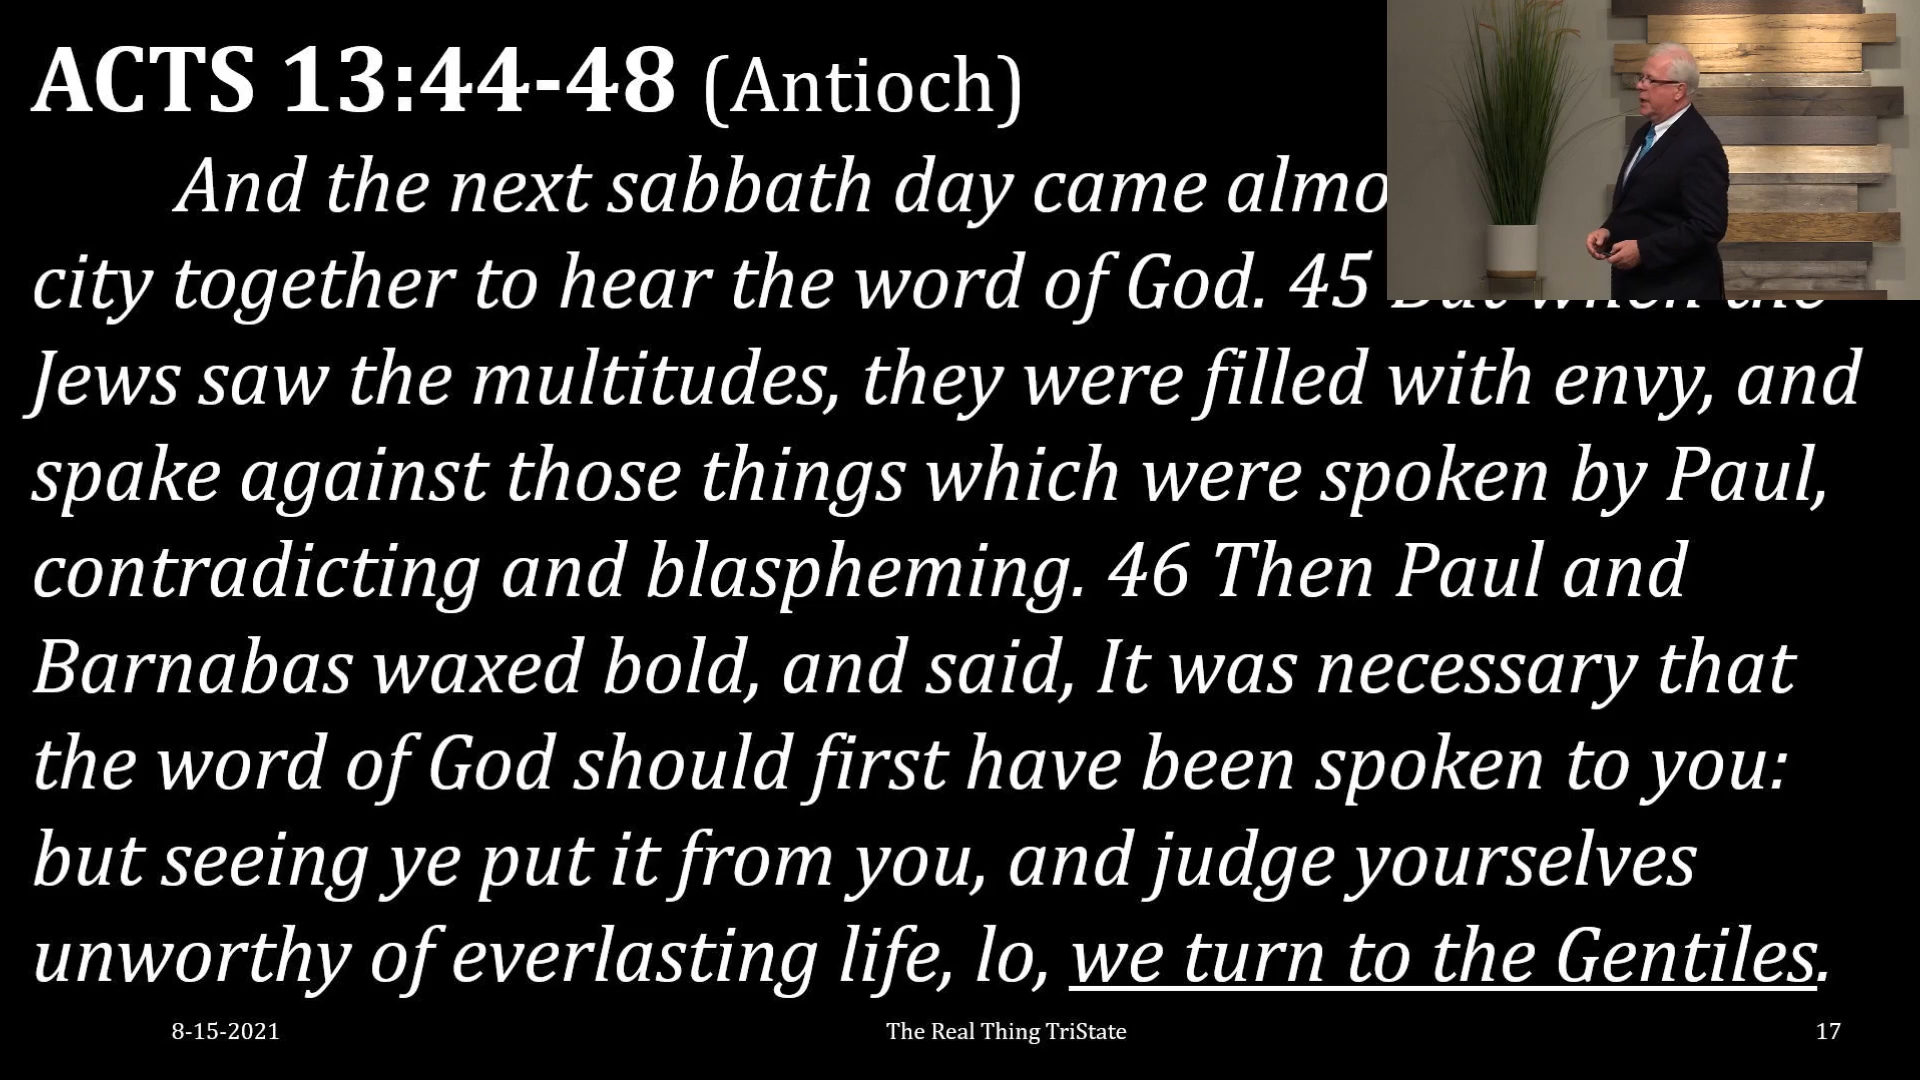 ACTS 13:44-48 (Antioch)
And the next sabbath day came almo
city together to hear the word of God. 45 But when the
Jews saw the multitudes, they were filled with envy, and
spake against those things which were spoken by Paul,
contradicting and blaspheming. 46 Then Paul and
Barnabas waxed bold, and said, It was necessary that
the word of God should first have been spoken to you:
but seeing ye put it from you, and judge yourselves
unworthy of everlasting life, lo, we turn to the Gentiles.
8-15-2021 The Real Thing TriState 17